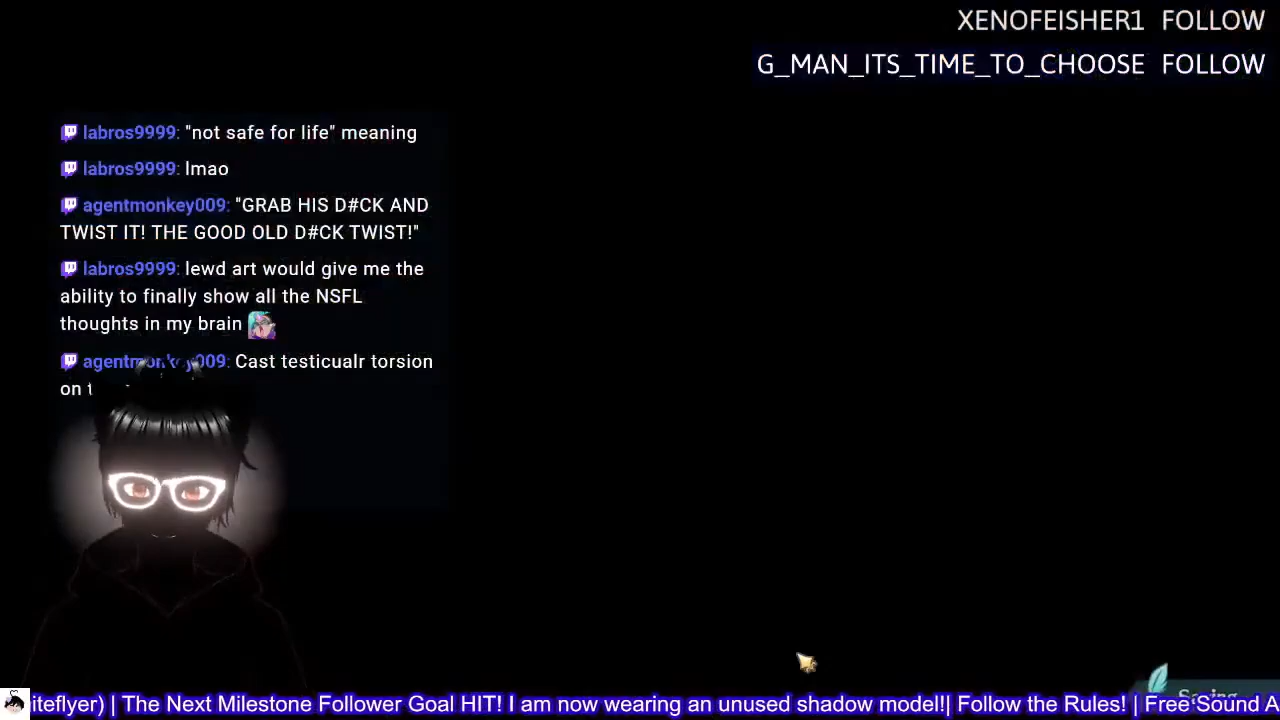 XENOFEISHER1 FOLLOW
G_MAN_ITS_TIME_TO_CHOOSE FOLLOW
labros9999: "not safe for life" meaning
labros9999: lmao
agentmonkey009: "GRAB HIS D#CK AND
TWIST IT! THE GOOD OLD D#CK TWIST!"
labros9999: lewd art would give me the
ability to finally show all the NSFL
thoughts in my brain
agentmonkey009: Cast testicualr torsion
on
Saving
iteflyer) | The Next Milestone Follower Goal HIT! I am now wearing an unused shadow model!| Follow the Rules! | Free Sound A